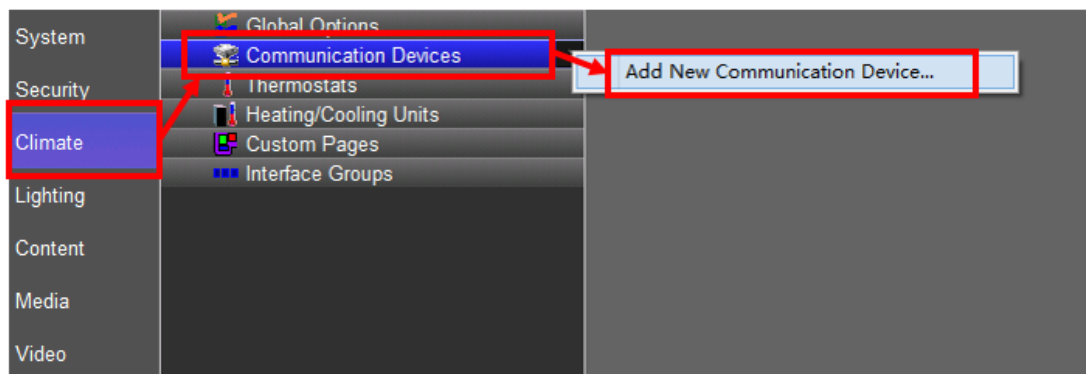 System
Security
Climate
Lighting
Content
Media
Video
Global Options
Communication Devices
Thermostats
Heating/Cooling Units
Custom Pages
Interface Groups
Add New Communication Device...